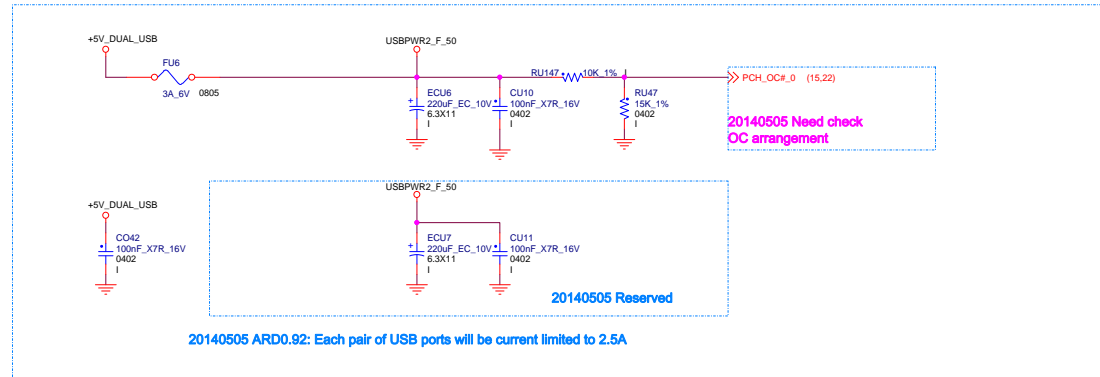 +5V_DUAL_USB
USBPWR2_F_50
FU6
3A_6V 0805
RU147 10K_1%
PCH_OC#_0 (15,22)
ECU6
220uF_EC_10V
6.3X11
I
CU10
100nF_X7R_16V
0402
I
RU47
15K_1%
0402
I
20140505 Need check
OC arrangement
+5V_DUAL_USB
USBPWR2_F_50
CO42
100nF_X7R_16V
0402
I
ECU7
220uF_EC_10V
6.3X11
I
CU11
100nF_X7R_16V
0402
I
20140505 Reserved
20140505 ARD0.92: Each pair of USB ports will be current limited to 2.5A